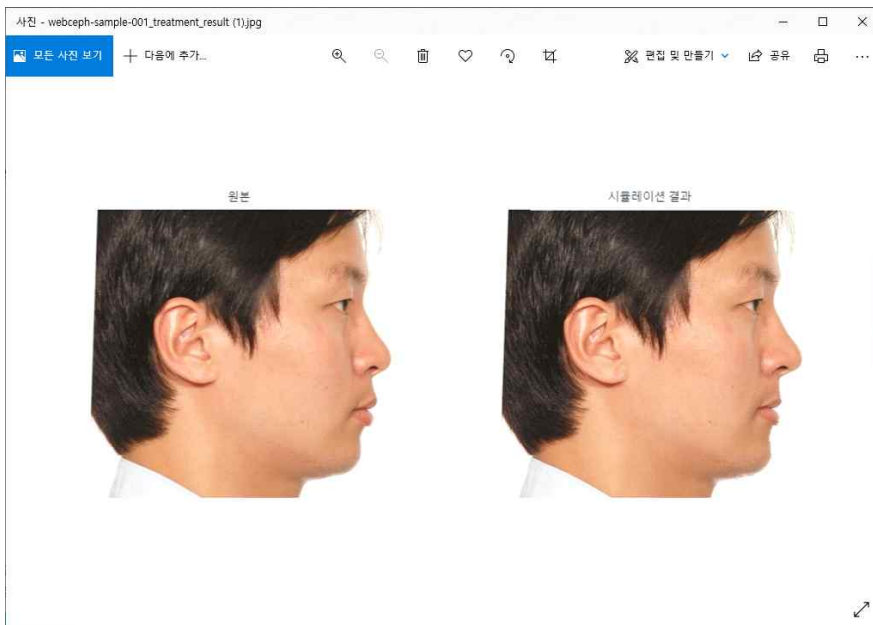 사진 - webceph-sample-001_treatment_result (1).jpg
모든 사진 보기
다음에 추가...
편집 및 만들기
공유
원본
시뮬레이션 결과